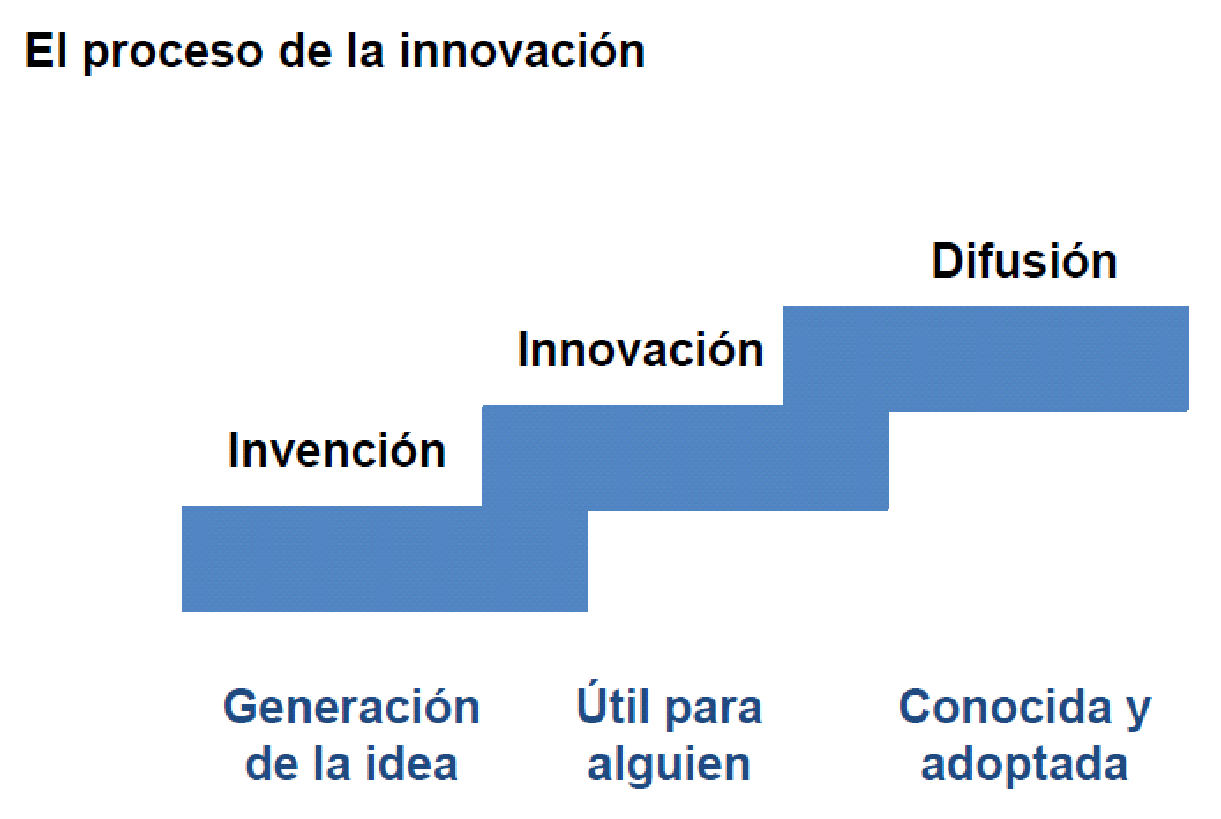 El proceso de la innovación
Difusión
Innovación
Invención
Generación
de la idea
Útil para
alguien
Conocida y
adoptada